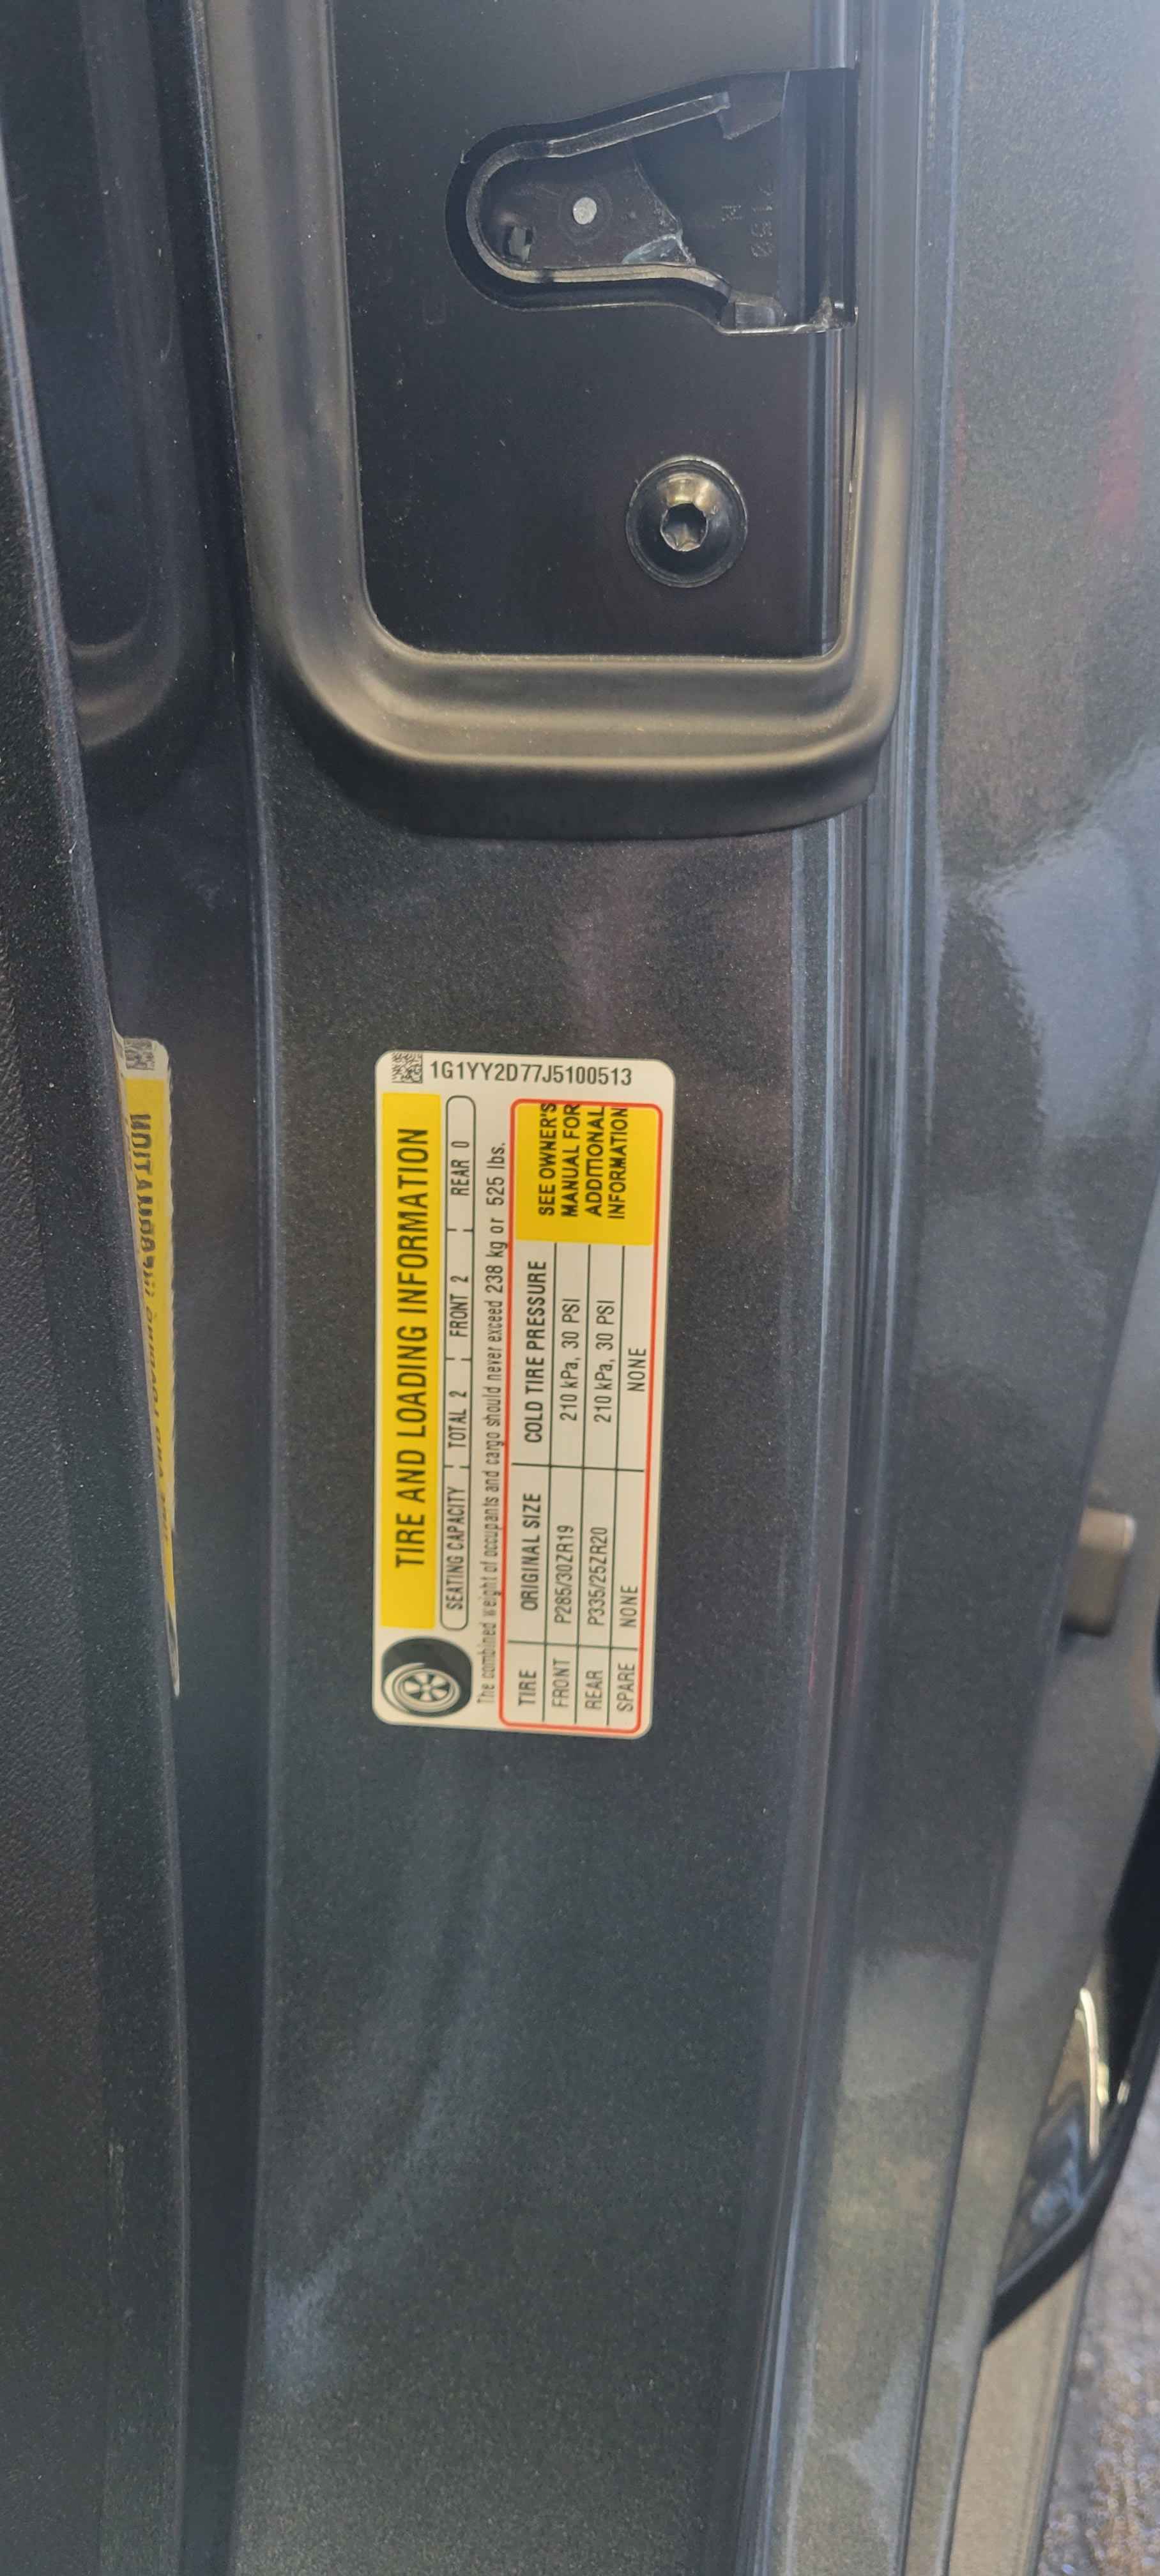 1G1YY2D77J5100513
TIRE AND LOADING INFORMATION
SEATING CAPACITY TOTAL 2 FRONT 2 REAR 0
The combined weight of occupants and cargo should never exceed 238 kg or 525 lbs.
TIRE ORIGINAL SIZE COLD TIRE PRESSURE
FRONT P285/30ZR19 210 kPa, 30 PSI
REAR P335/25ZR20 210 kPa, 30 PSI
SPARE NONE NONE
SEE OWNER'S
MANUAL FOR
ADDITIONAL
INFORMATION